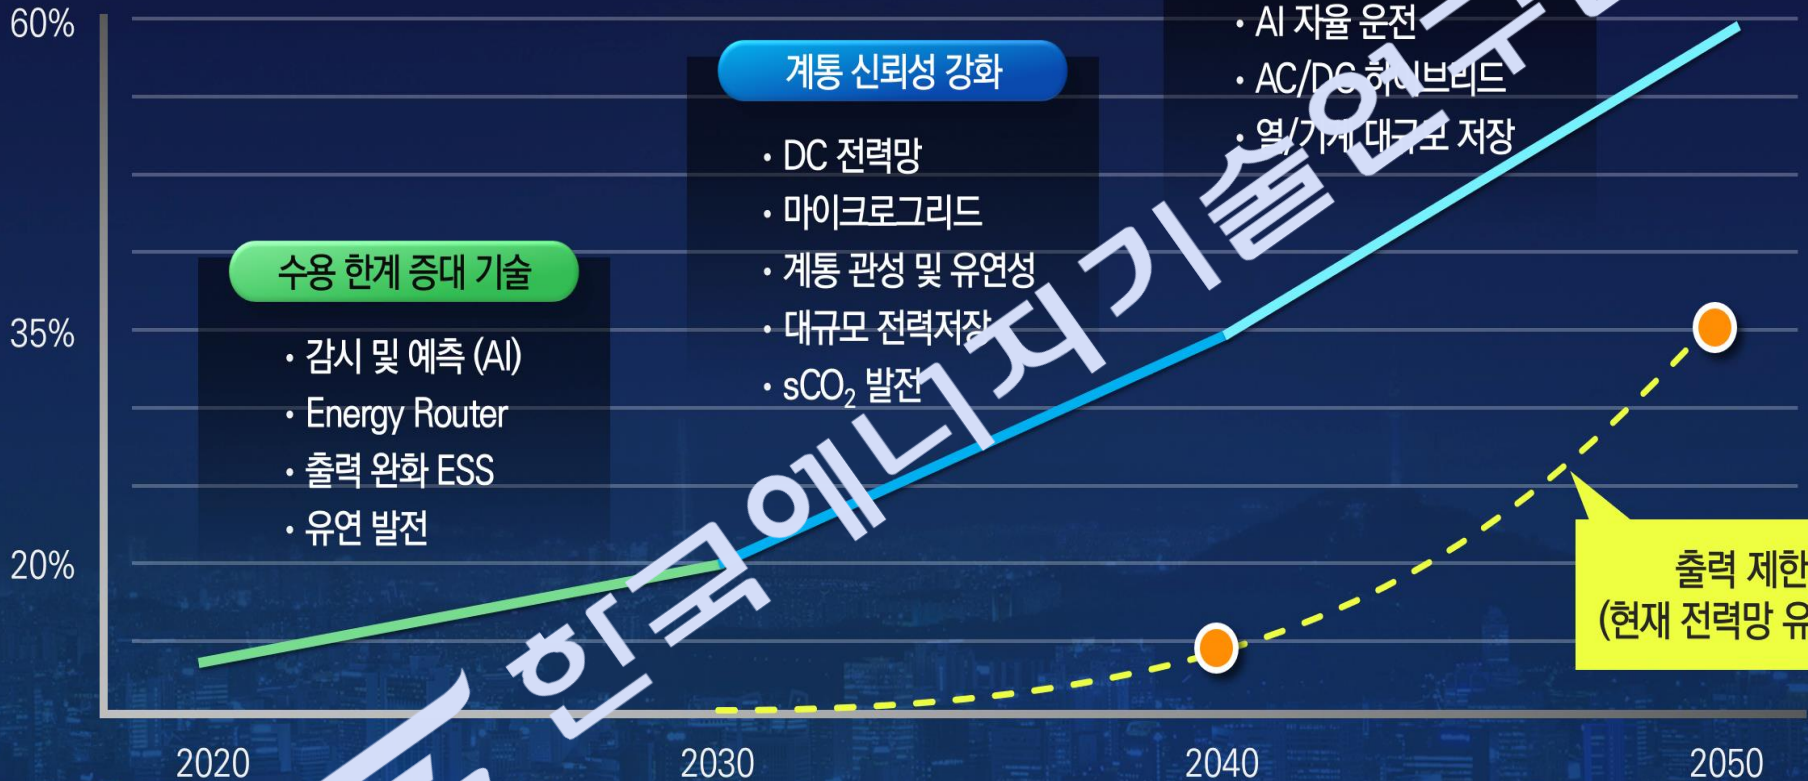 60%
35%
20%
수용 한계 증대 기술
· 감시 및 예측 (AI)
· Energy Router
· 출력 완화 ESS
· 유연 발전
계통 신뢰성 강화
· DC 전력망
· 마이크로그리드
· 계통 관성 및 유연성
· 대규모 전력저장
· sCO₂ 발전
· AI 자율 운전
· AC/DC 하이브리드
· 열/기계 대규모 저장
출력 제한
(현재 전력망 유
2020
2030
2040
2050
한국에너지기술연구